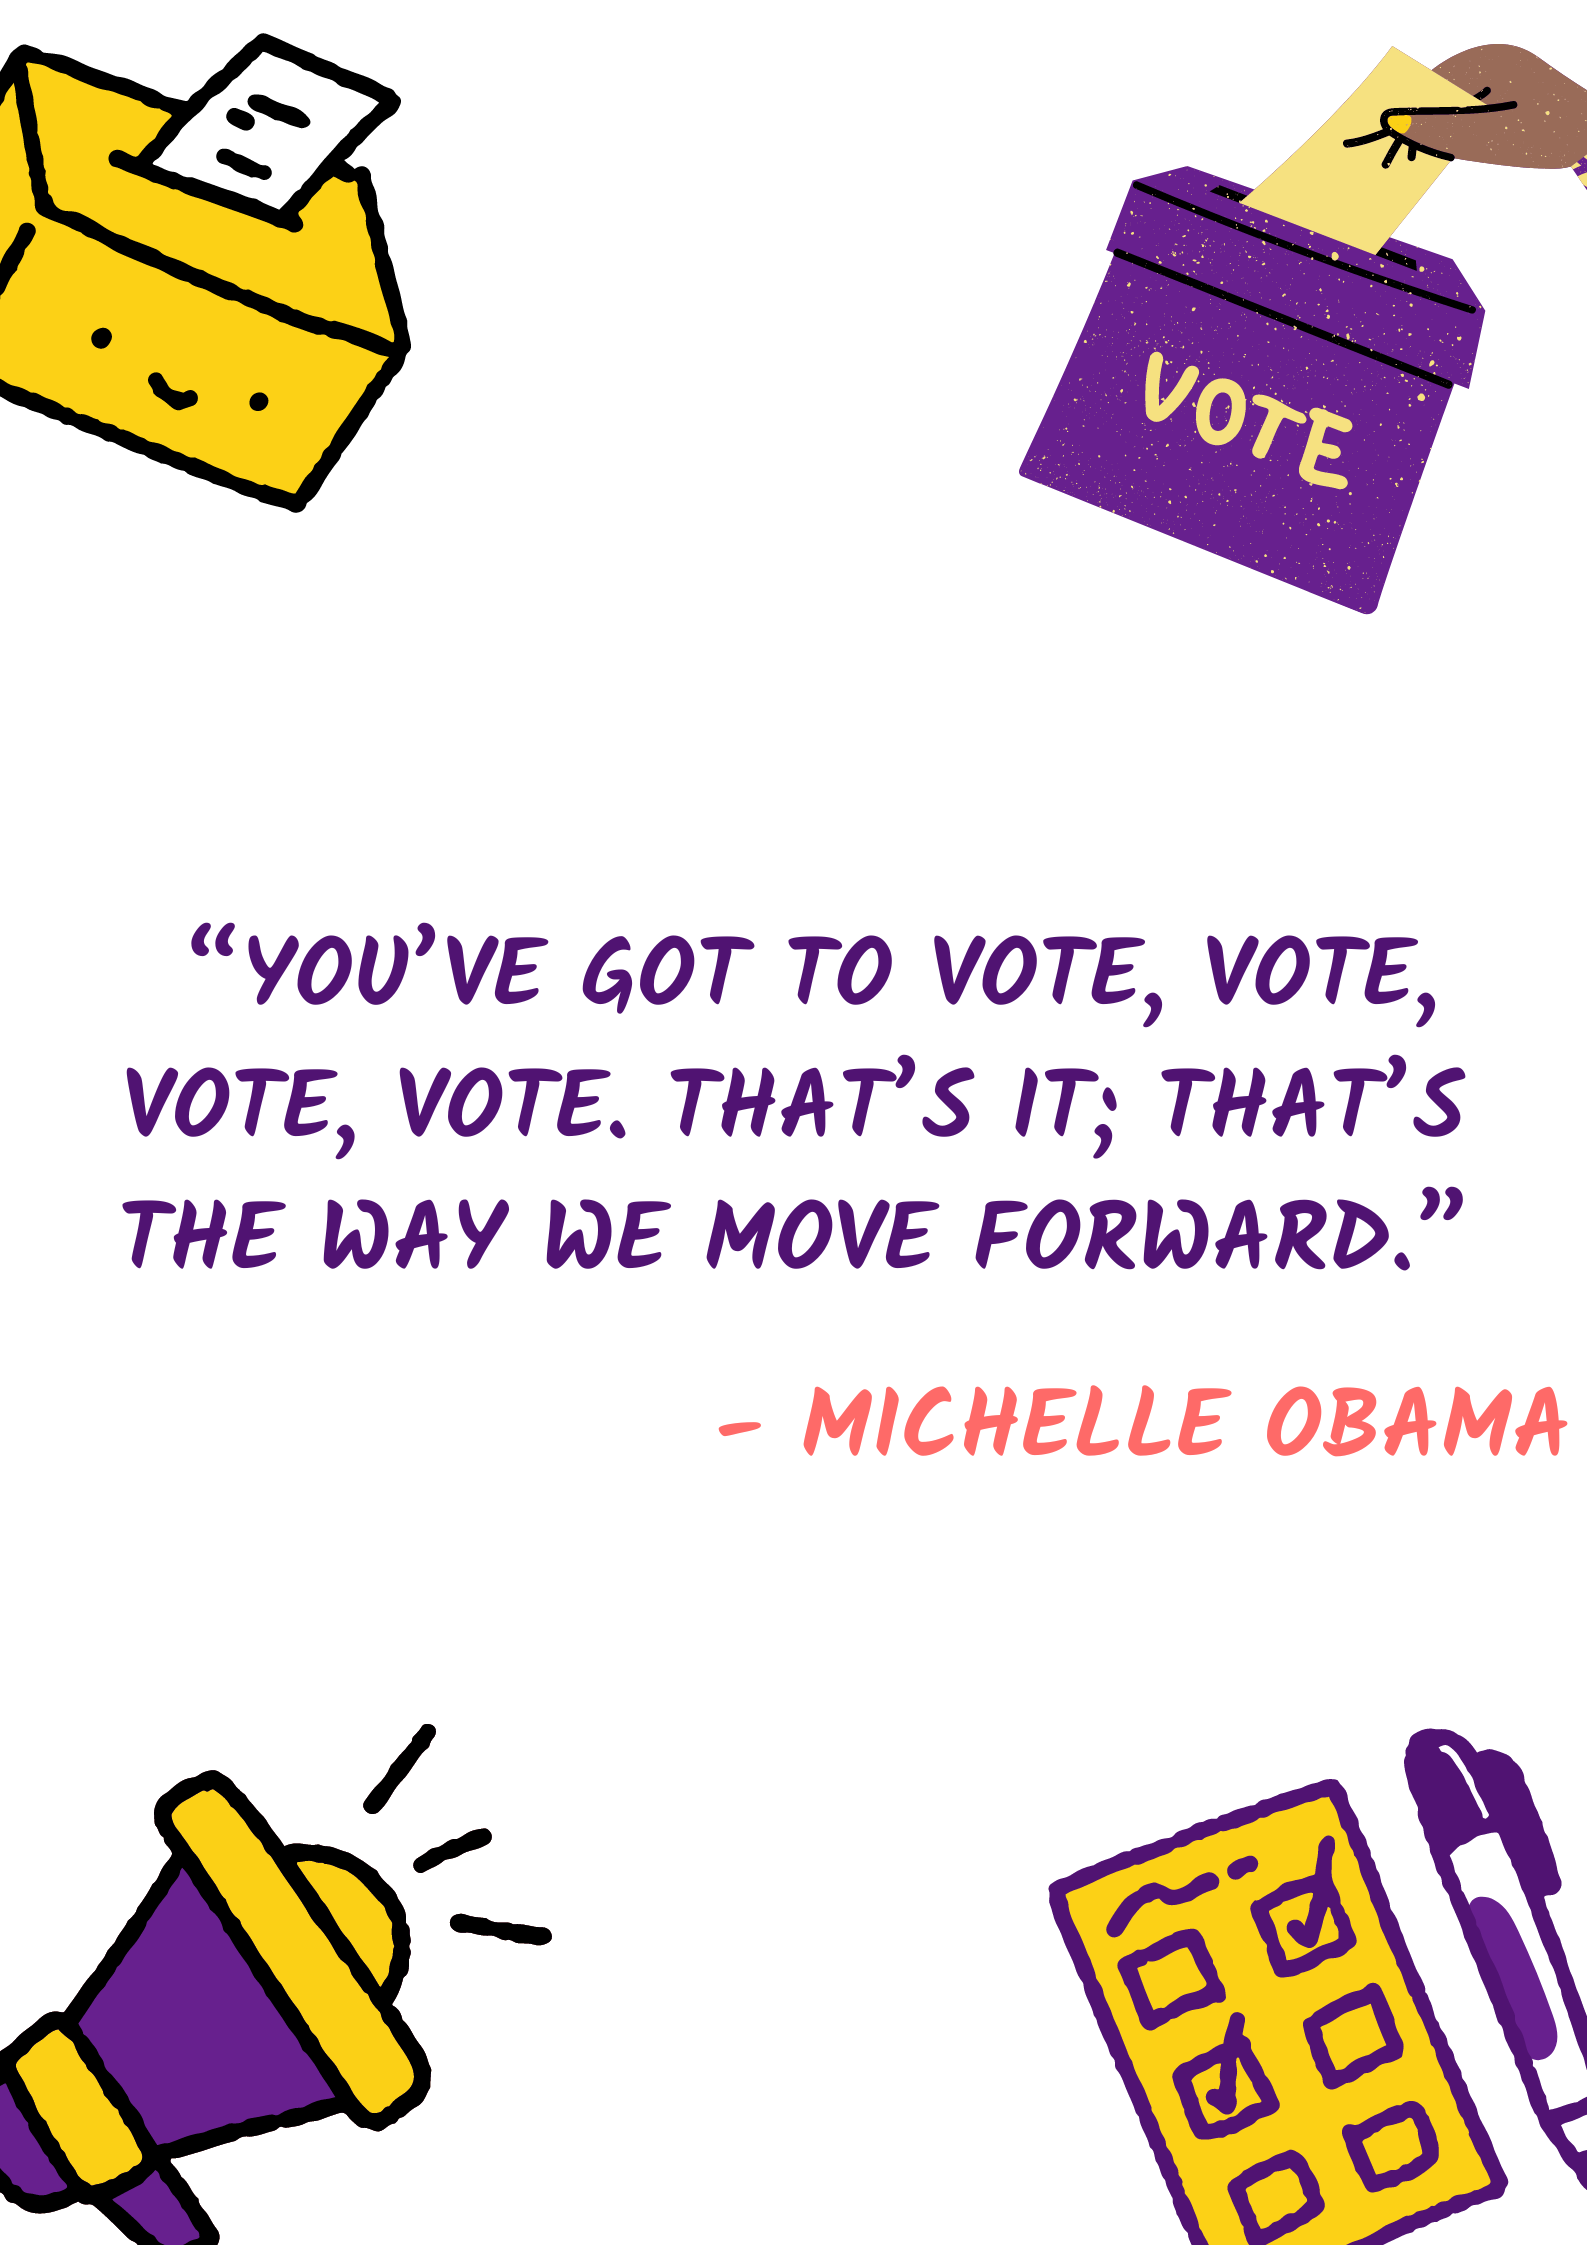 VOTE
“YOU’VE GOT TO VOTE, VOTE,
VOTE, VOTE. THAT’S IT; THAT’S
THE WAY WE MOVE FORWARD.”
- MICHELLE OBAMA